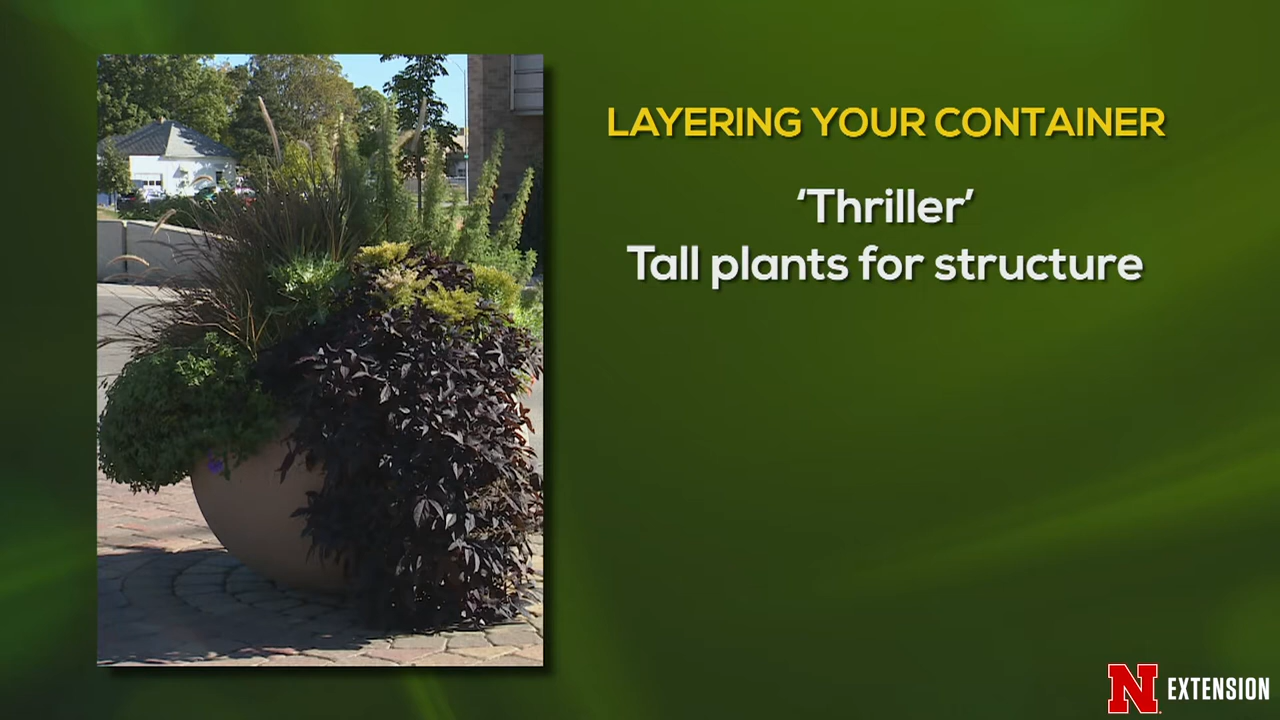 LAYERING YOUR CONTAINER
‘Thriller’
Tall plants for structure
N EXTENSION